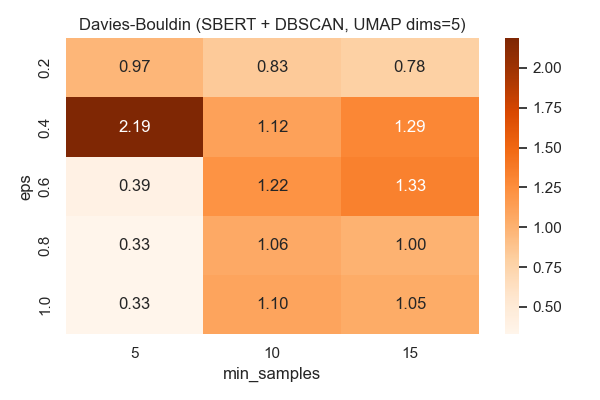 Davies-Bouldin (SBERT + DBSCAN, UMAP dims=5)
eps
0.2 0.97 0.83 0.78
0.4 2.19 1.12 1.29
0.6 0.39 1.22 1.33
0.8 0.33 1.06 1.00
1.0 0.33 1.10 1.05
5 10 15
min_samples
2.00
1.75
1.50
1.25
1.00
0.75
0.50